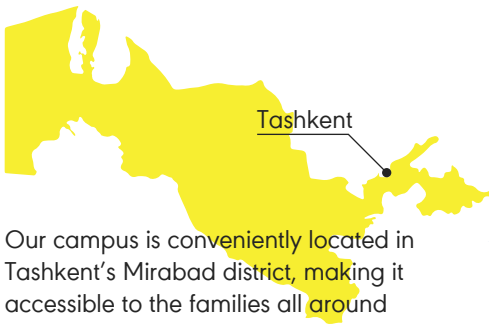 Tashkent
Our campus is conveniently located in
Tashkent's Mirabad district, making it
accessible to the families all around